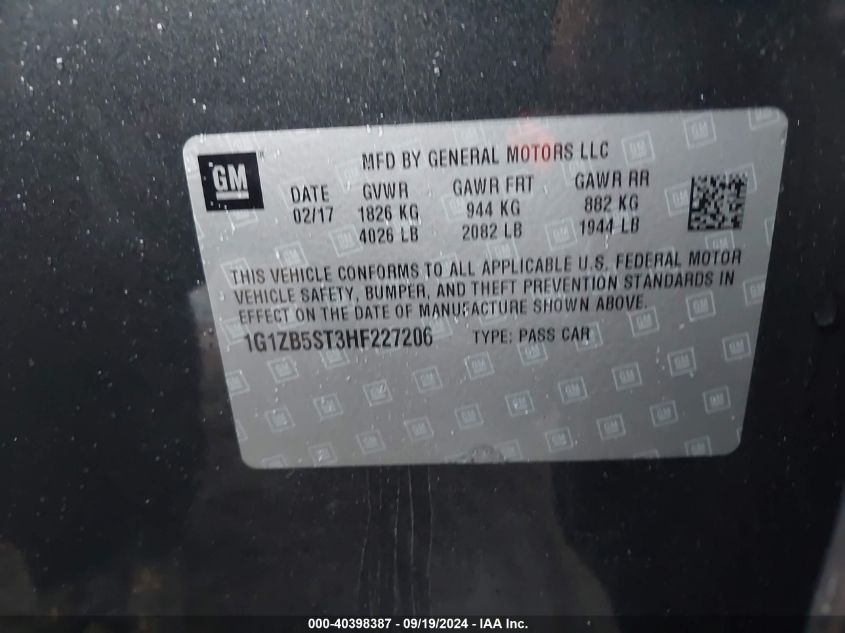 MFD BY GENERAL MOTORS LLC
GM
DATE GVWR GAWR FRT GAWR RR
02/17 1826 KG 944 KG 882 KG
4026 LB 2082 LB 1944 LB
THIS VEHICLE CONFORMS TO ALL APPLICABLE U.S. FEDERAL MOTOR
VEHICLE SAFETY, BUMPER, AND THEFT PREVENTION STANDARDS IN
EFFECT ON THE DATE OF MANUFACTURE SHOWN ABOVE.
1G1ZB5ST3HF227206 TYPE: PASS CAR
000-40398387 - 09/19/2024 - IAA Inc.